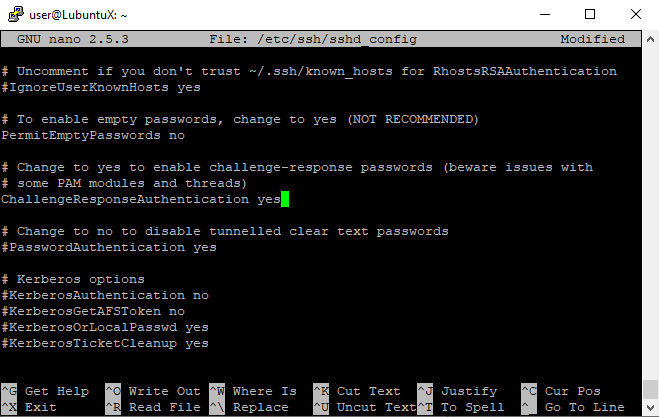 user@LubuntuX: ~
GNU nano 2.5.3 File: /etc/ssh/sshd_config Modified
# Uncomment if you don't trust ~/.ssh/known_hosts for RhostsRSAAuthentication
#IgnoreUserKnownHosts yes
# To enable empty passwords, change to yes (NOT RECOMMENDED)
PermitEmptyPasswords no
# Change to yes to enable challenge-response passwords (beware issues with
# some PAM modules and threads)
ChallengeResponseAuthentication yes
# Change to no to disable tunnelled clear text passwords
#PasswordAuthentication yes
# Kerberos options
#KerberosAuthentication no
#KerberosGetAFSToken no
#KerberosOrLocalPasswd yes
#KerberosTicketCleanup yes
^G Get Help ^O Write Out ^W Where Is ^K Cut Text ^J Justify ^C Cur Pos
^X Exit ^R Read File ^\ Replace ^U Uncut Text ^T To Spell ^_ Go To Line